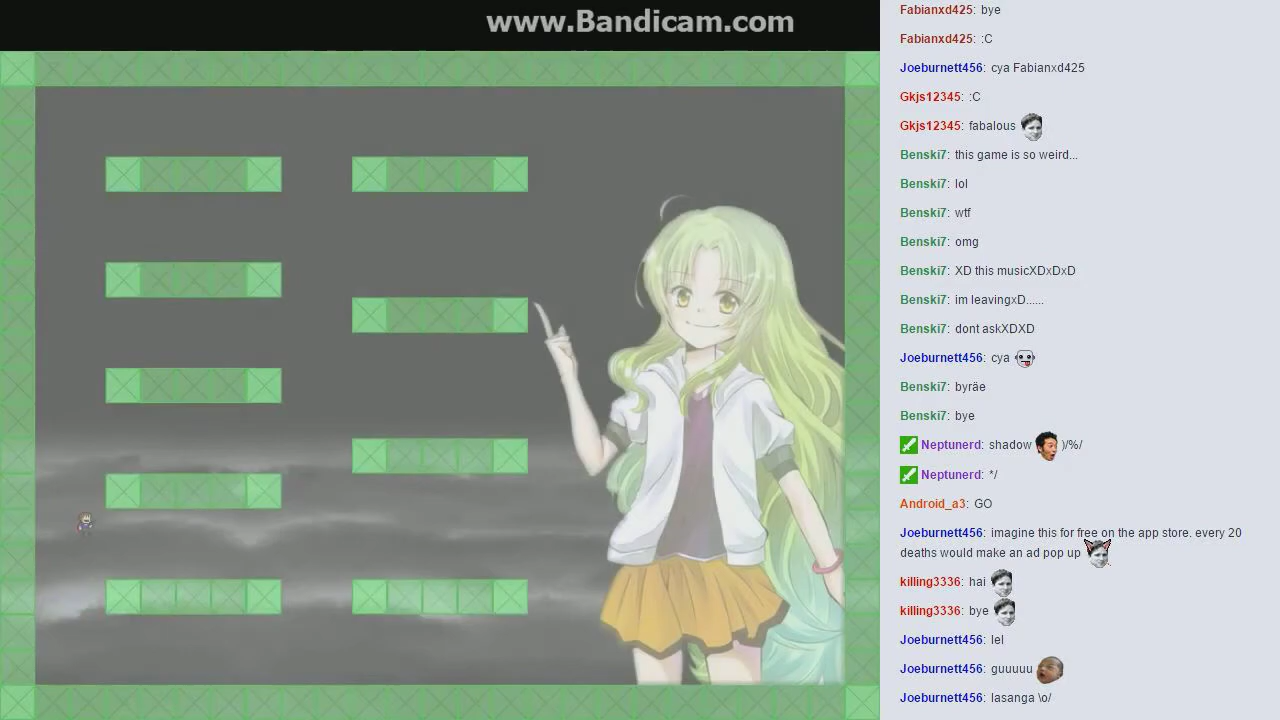 www.Bandicam.com
Fabianxd425: bye
Fabianxd425: :C
Joeburnett456: cya Fabianxd425
Gkjs12345: :C
Gkjs12345: fabalous
Benski7: this game is so weird...
Benski7: lol
Benski7: wtf
Benski7: omg
Benski7: XD this musicXDxDxD
Benski7: im leavingxD......
Benski7: dont askXDXD
Joeburnett456: cya
Benski7: byräe
Benski7: bye
Neptunerd: shadow )/%/
Neptunerd: */
Android_a3: GO
Joeburnett456: imagine this for free on the app store. every 20
deaths would make an ad pop up
killing3336: hai
killing3336: bye
Joeburnett456: lel
Joeburnett456: guuuuu
Joeburnett456: lasanga \o/